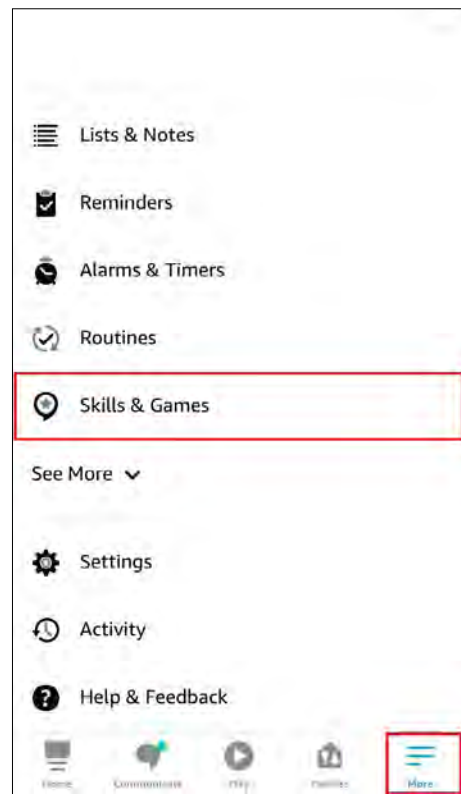 Lists & Notes
Reminders
Alarms & Timers
Routines
Skills & Games
See More
Settings
Activity
Help & Feedback
Home
Communicate
Play
Devices
More